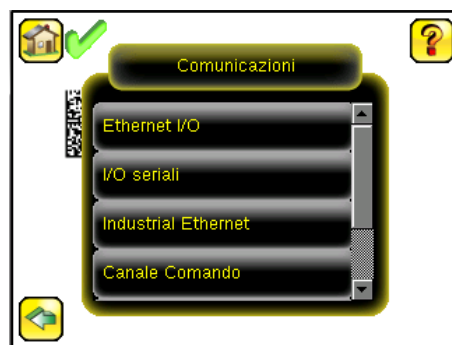 Comunicazioni
Ethernet I/O
I/O seriali
Industrial Ethernet
Canale Comando